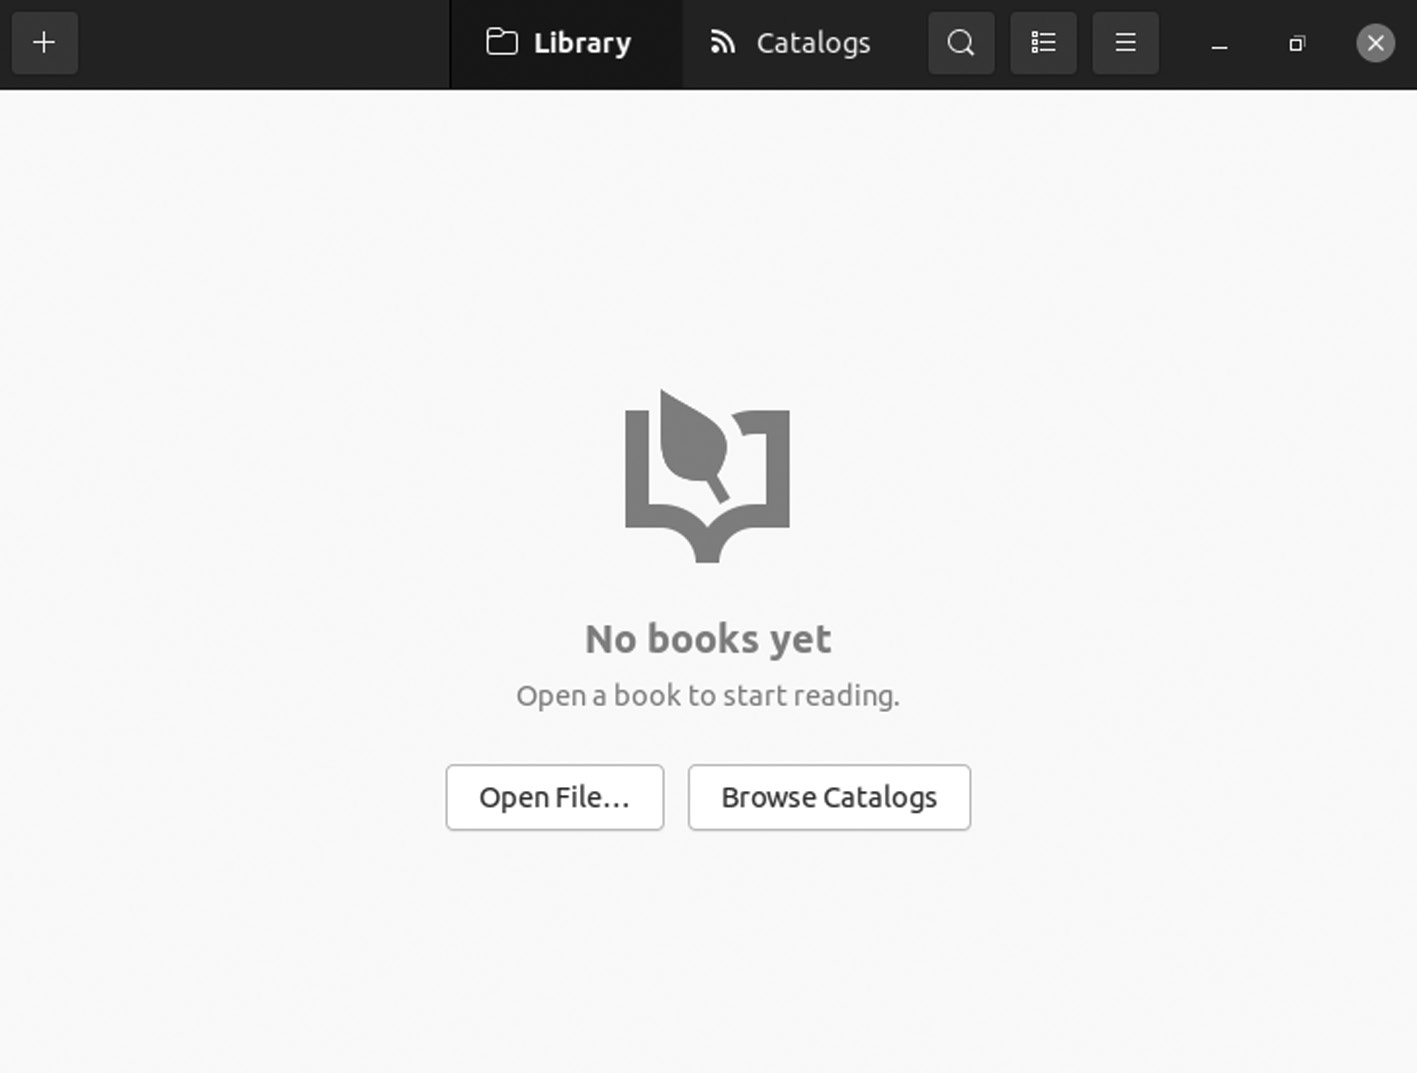 Library
Catalogs
No books yet
Open a book to start reading.
Open File...
Browse Catalogs